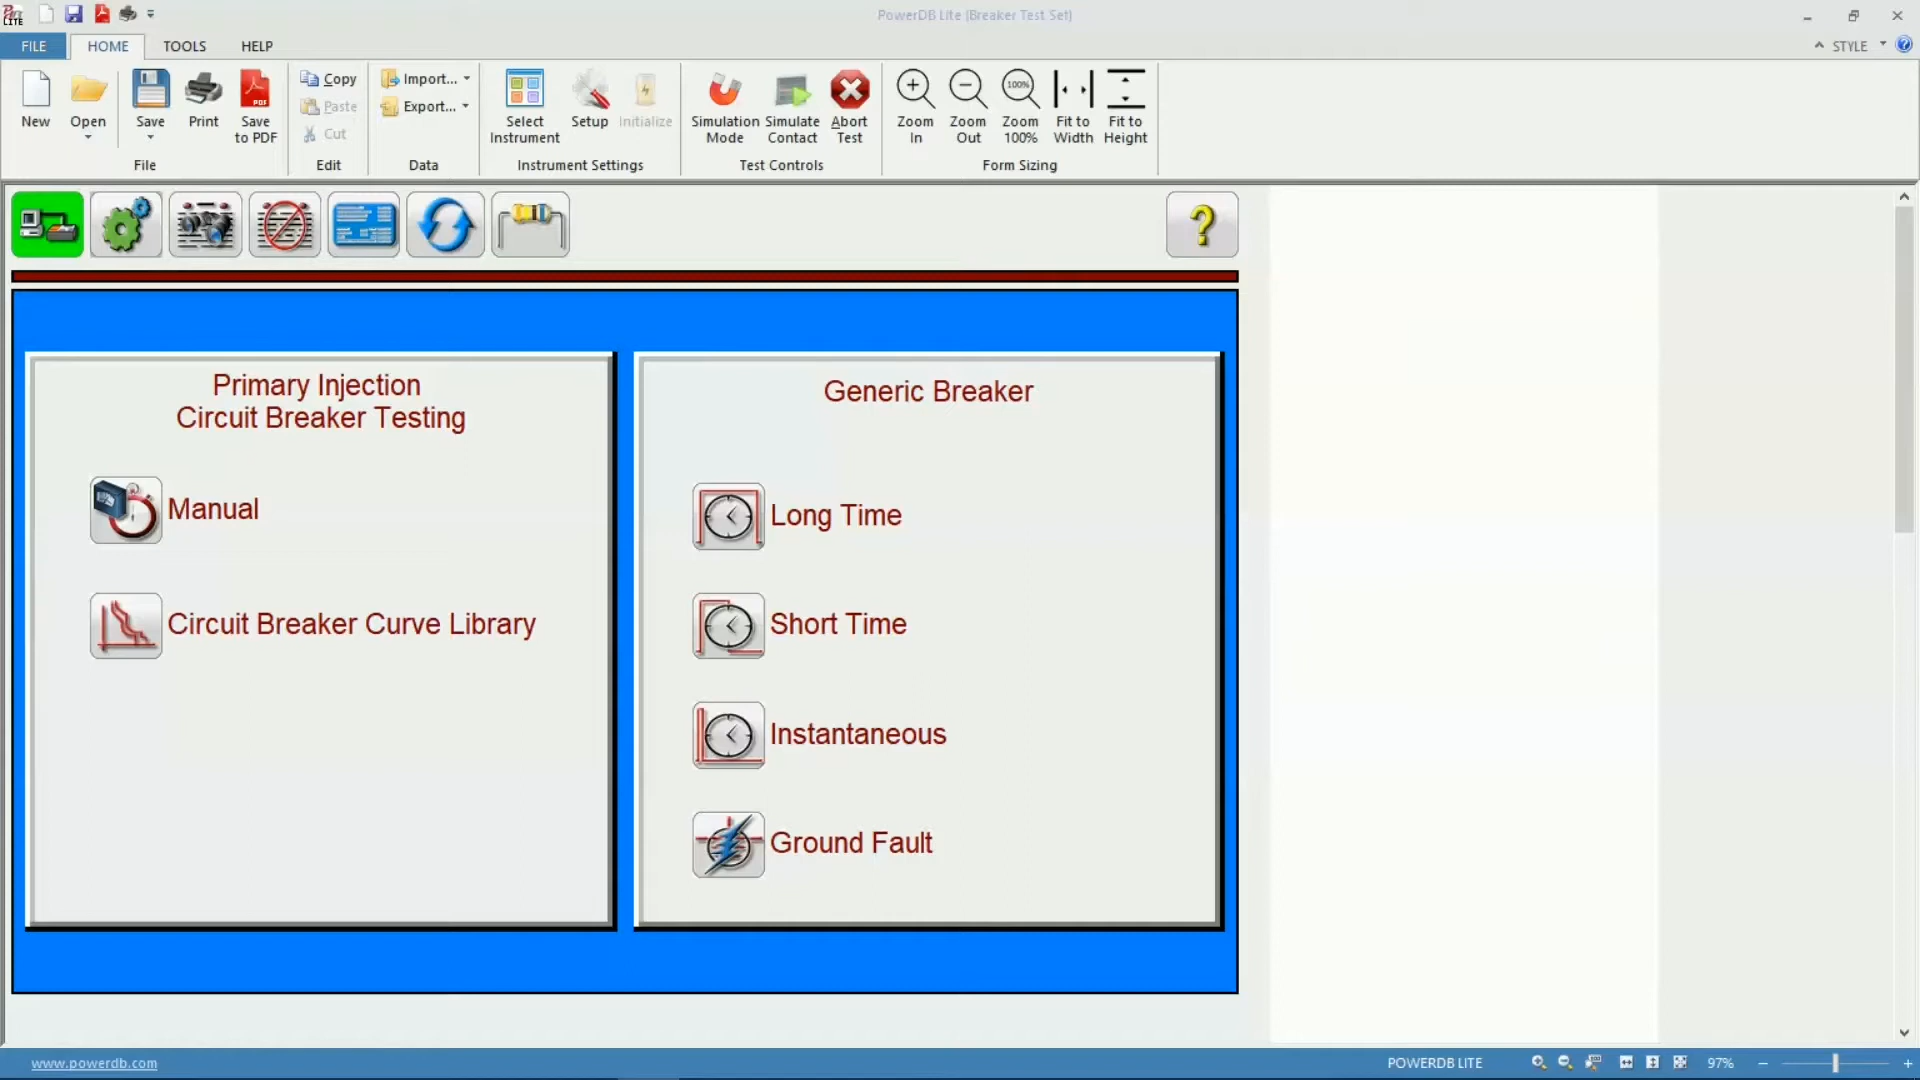 LITE
PowerDB Lite (Breaker Test Set)
FILE HOME TOOLS HELP STYLE
New
Open
Save
Print
Save to PDF
Copy
Paste
Cut
Import...
Export...
Select Instrument
Setup
Initialize
Simulation Mode
Simulate Contact
Abort Test
Zoom In
Zoom Out
100%
Zoom 100%
Fit to Width
Fit to Height
File
Edit
Data
Instrument Settings
Test Controls
Form Sizing
Primary Injection
Circuit Breaker Testing
Manual
Circuit Breaker Curve Library
Generic Breaker
Long Time
Short Time
Instantaneous
Ground Fault
www.powerdb.com
POWERDB LITE
97%